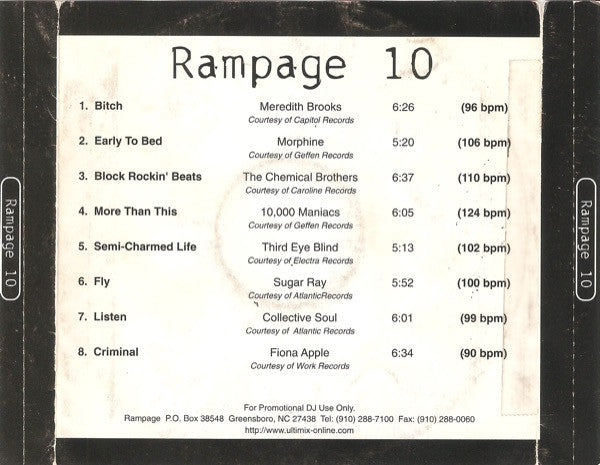 Rampage 10
1. Bitch Meredith Brooks 6:26 (96 bpm)
Courtesy of Capitol Records
2. Early To Bed Morphine 5:20 (106 bpm)
Courtesy of Geffen Records
3. Block Rockin' Beats The Chemical Brothers 6:37 (110 bpm)
Courtesy of Caroline Records
4. More Than This 10,000 Maniacs 6:05 (124 bpm)
Courtesy of Geffen Records
5. Semi-Charmed Life Third Eye Blind 5:13 (102 bpm)
Courtesy of Electra Records
6. Fly Sugar Ray 5:52 (100 bpm)
Courtesy of AtlanticRecords
7. Listen Collective Soul 6:01 (99 bpm)
Courtesy of Atlantic Records
8. Criminal Fiona Apple 6:34 (90 bpm)
Courtesy of Work Records
For Promotional DJ Use Only.
Rampage P.O. Box 38548 Greensboro, NC 27438 Tel (910) 288-7100 Fax: (910) 288-0060
http://www.ultimix-online.com
Rampage 10
Rampage 10